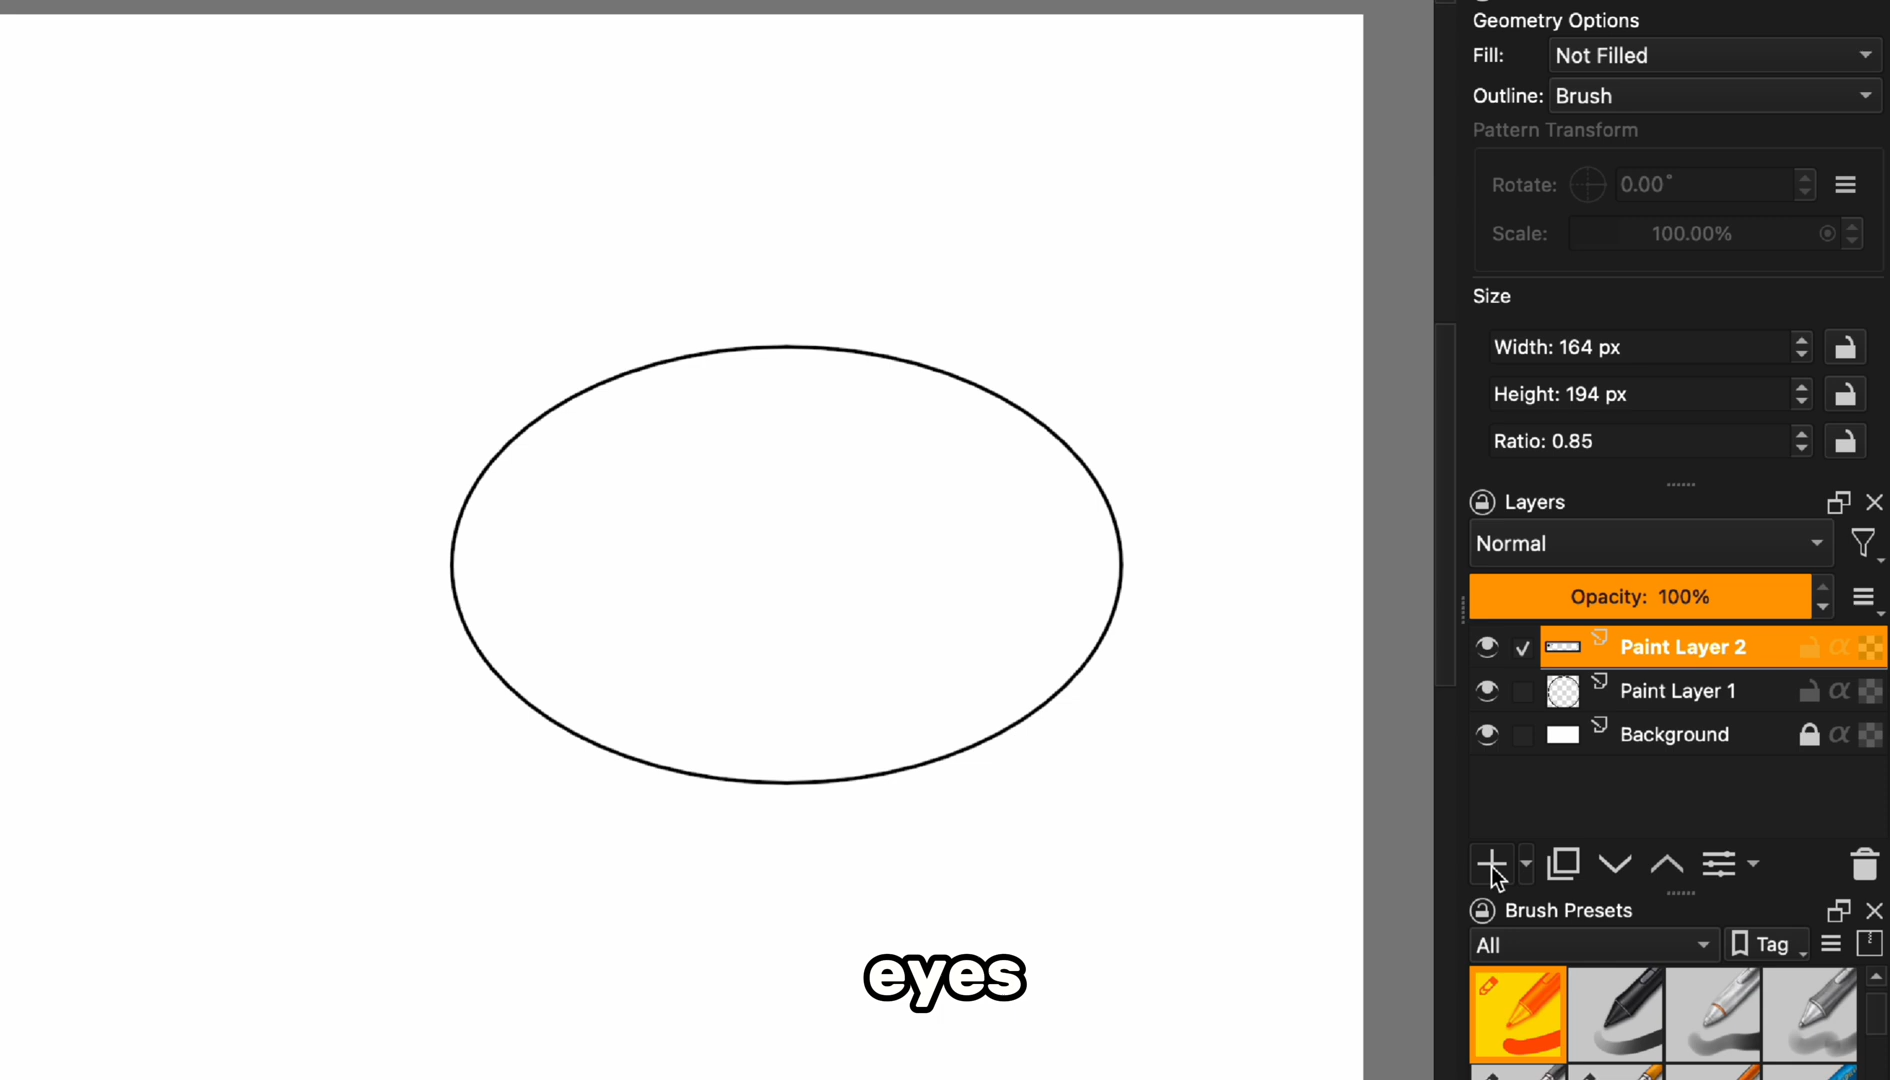 Geometry Options
Fill: Not Filled
Outline: Brush
Pattern Transform
Rotate: 0.00°
Scale: 100.00%
Size
Width: 164 px
Height: 194 px
Ratio: 0.85
Layers
Normal
Opacity: 100%
Paint Layer 2
Paint Layer 1
Background
Brush Presets
All Tag
eyes